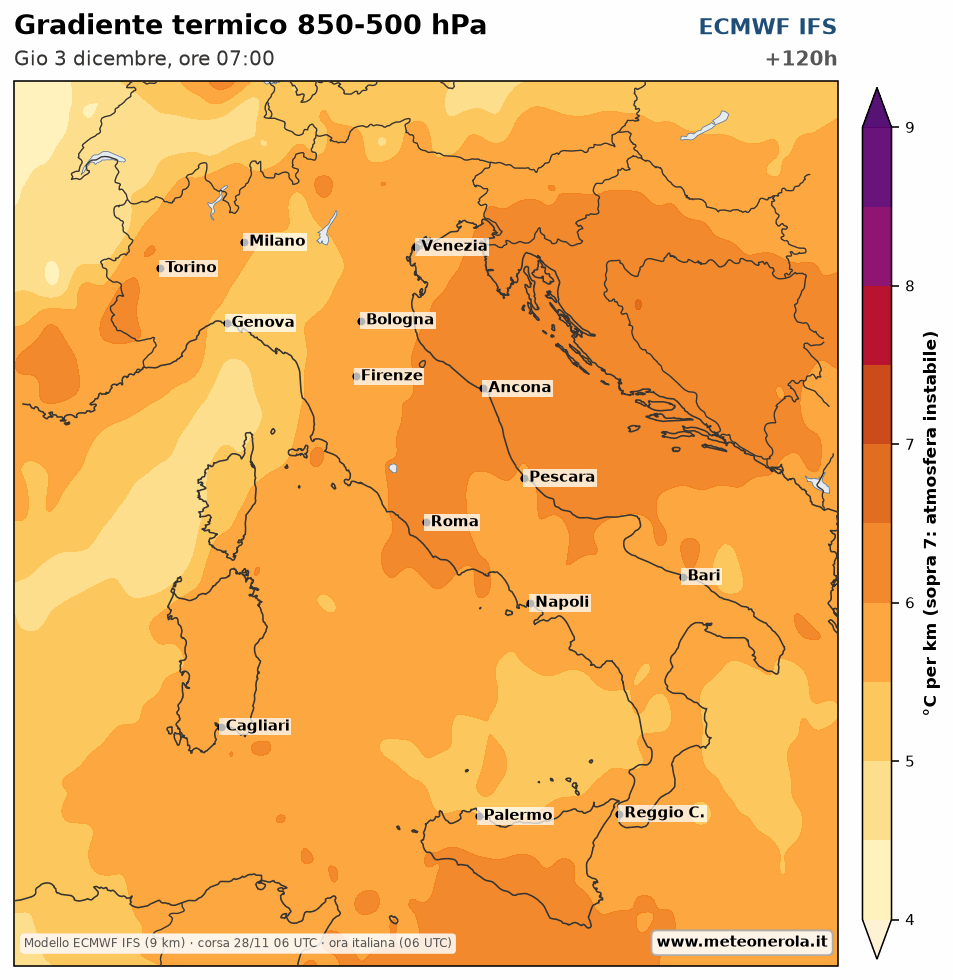 Gradiente termico 850-500 hPa
ECMWF IFS
Gio 3 dicembre, ore 07:00
+120h
Milano
Torino
Venezia
Genova
Bologna
Firenze
Ancona
Pescara
Roma
Bari
Napoli
Cagliari
Palermo
Reggio C.
9
8
7
6
5
4
°C per km (sopra 7: atmosfera instabile)
Modello ECMWF IFS (9 km) · corsa 28/11 06 UTC · ora italiana (06 UTC)
www.meteonerola.it